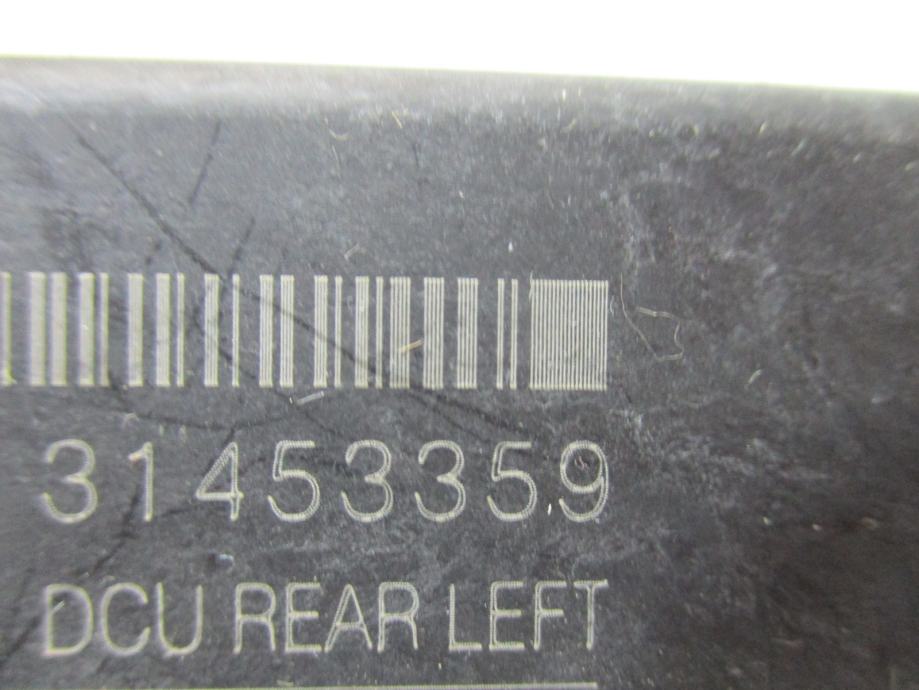 31453359
DCU REAR LEFT